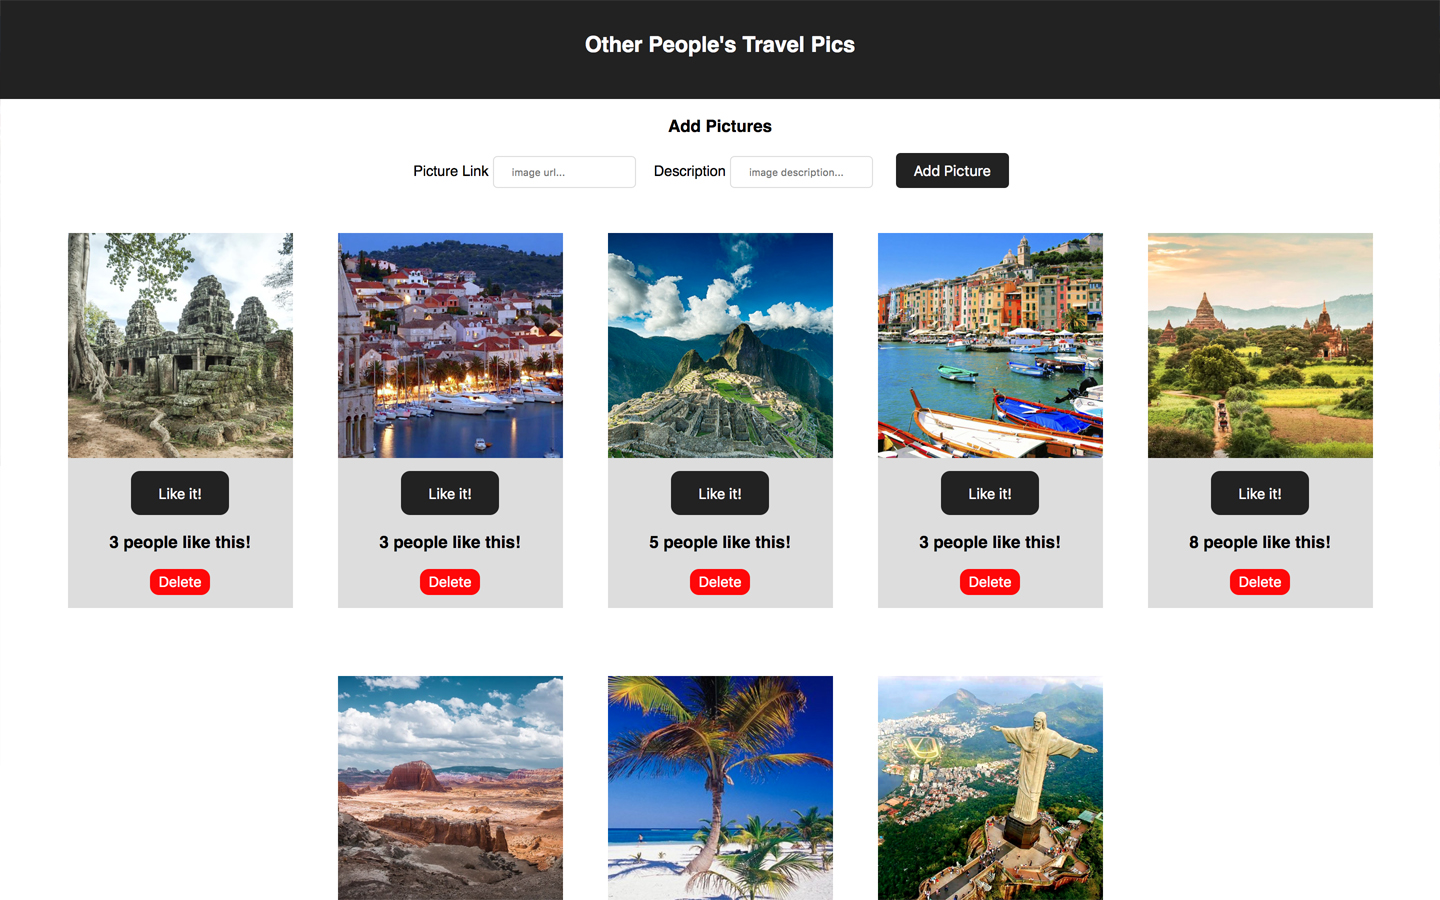 Other People's Travel Pics
Add Pictures
Picture Link image url... Description image description... Add Picture
Like it! Like it! Like it! Like it! Like it!
3 people like this! 3 people like this! 5 people like this! 3 people like this! 8 people like this!
Delete Delete Delete Delete Delete